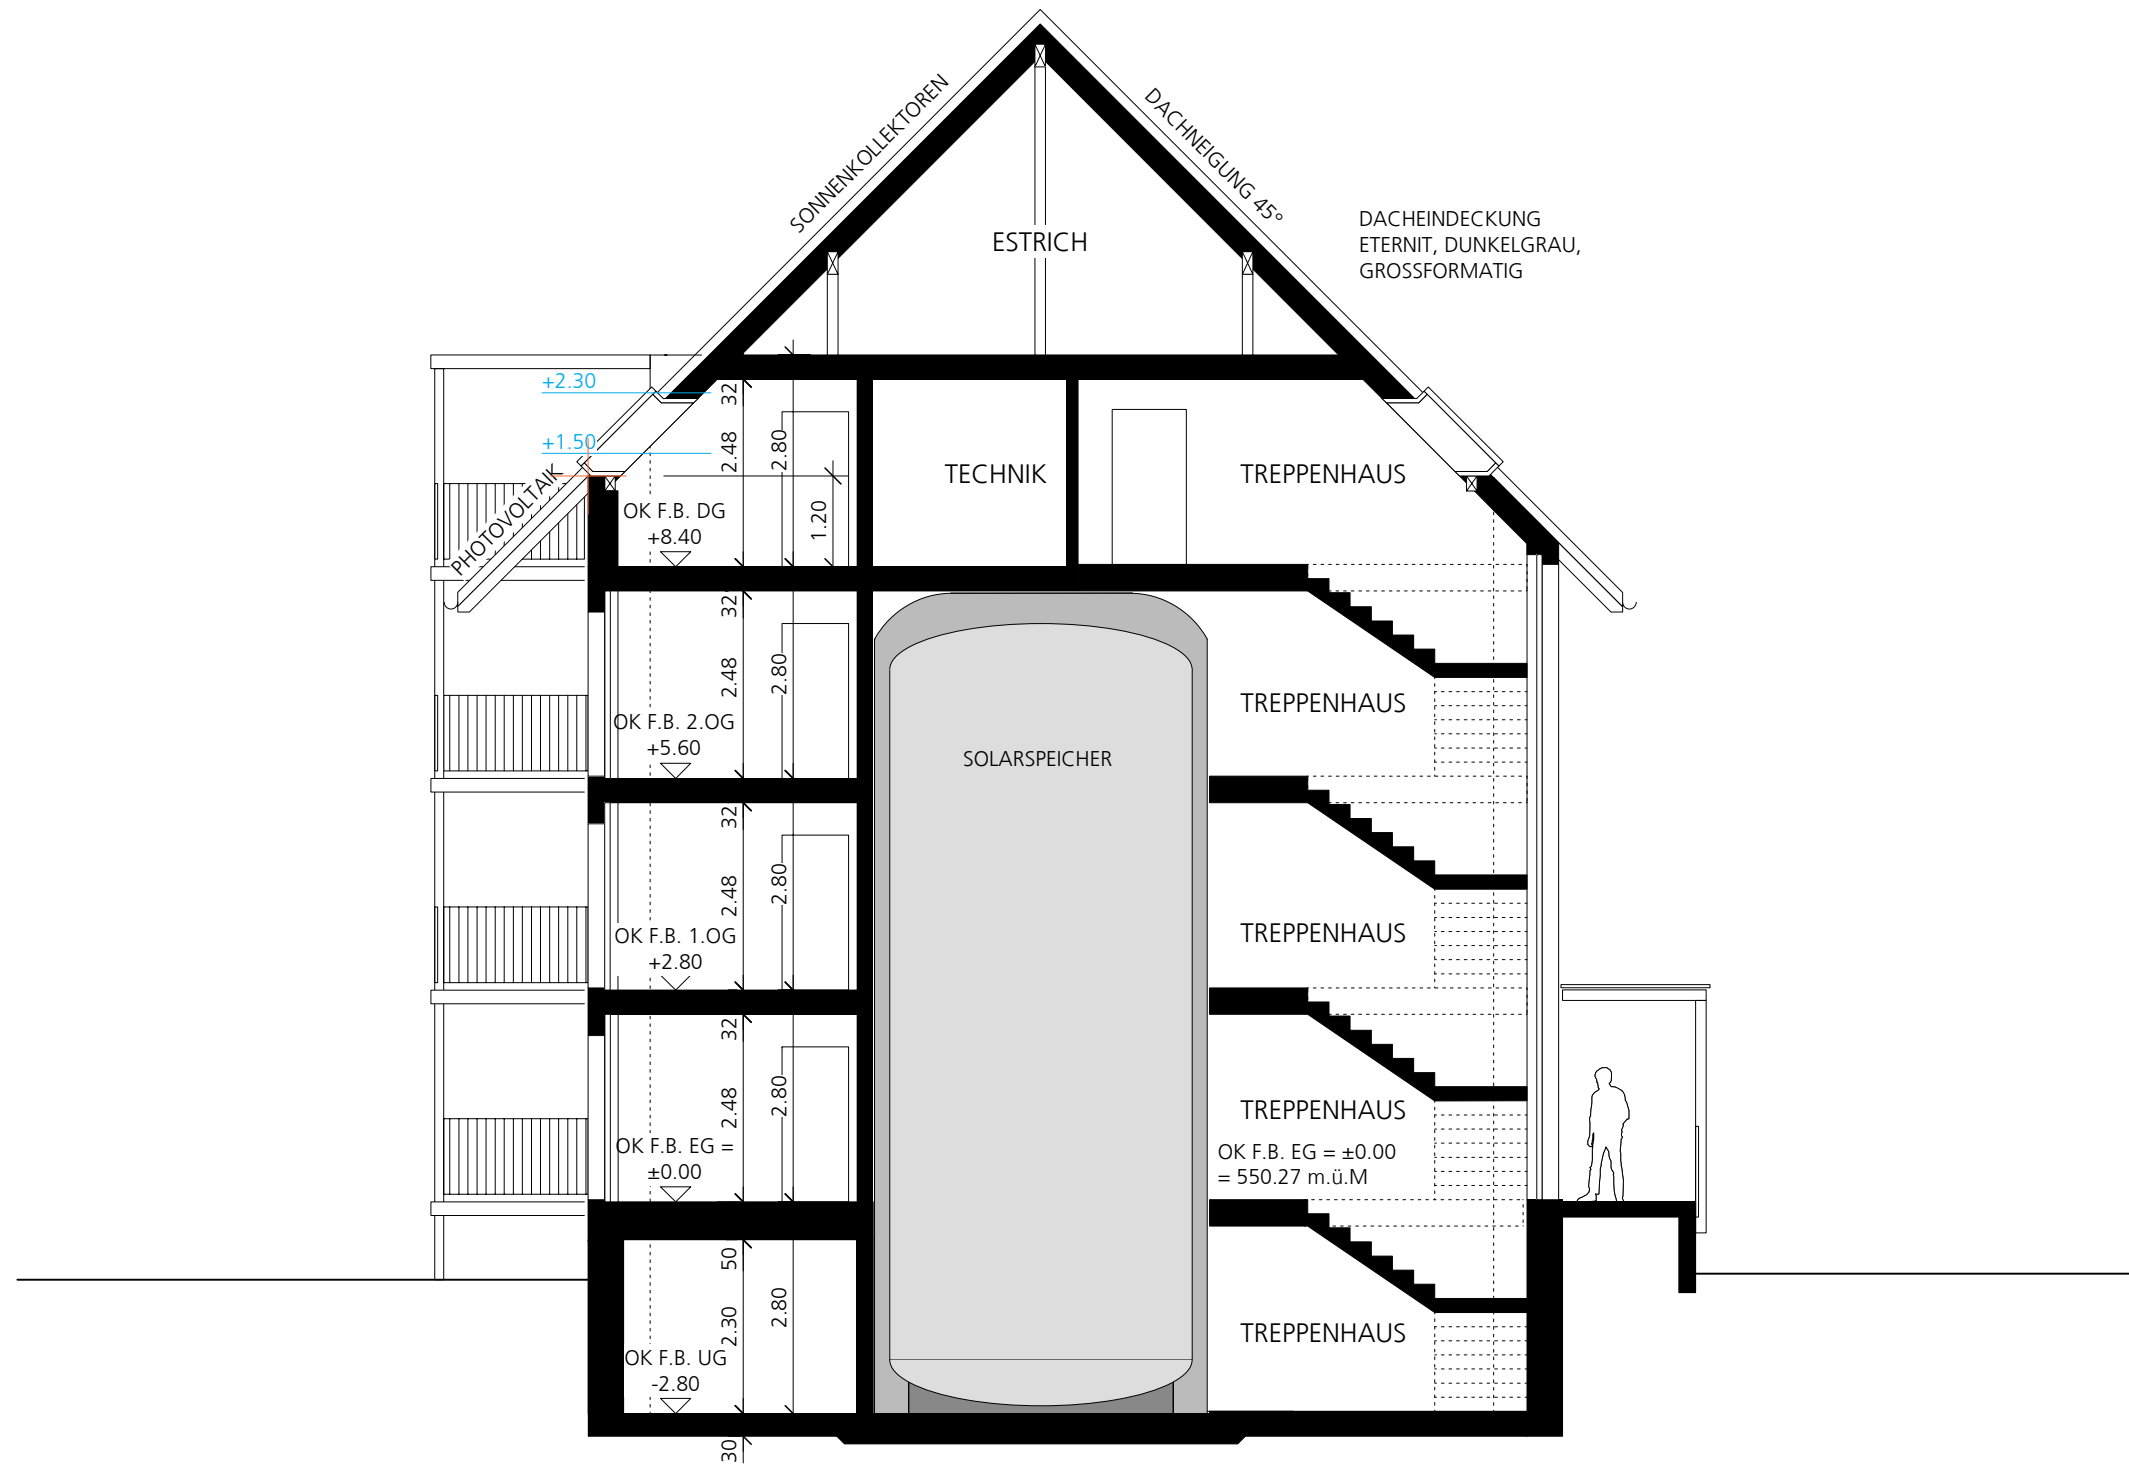 SONNENKOLLEKTOREN
DACHNEIGUNG 45°
DACHEINDECKUNG
ETERNIT, DUNKELGRAU,
GROSSFORMATIG
ESTRICH
+2.30
+1.50
PHOTOVOLTAIK
32
2.48
2.80
1.20
OK F.B. DG
+8.40
TECHNIK
TREPPENHAUS
32
2.48
2.80
OK F.B. 2.OG
+5.60
TREPPENHAUS
SOLARSPEICHER
32
2.48
2.80
OK F.B. 1.OG
+2.80
TREPPENHAUS
32
2.48
2.80
OK F.B. EG =
±0.00
TREPPENHAUS
OK F.B. EG = ±0.00
= 550.27 m.ü.M
50
2.30
2.80
OK F.B. UG
-2.80
TREPPENHAUS
30